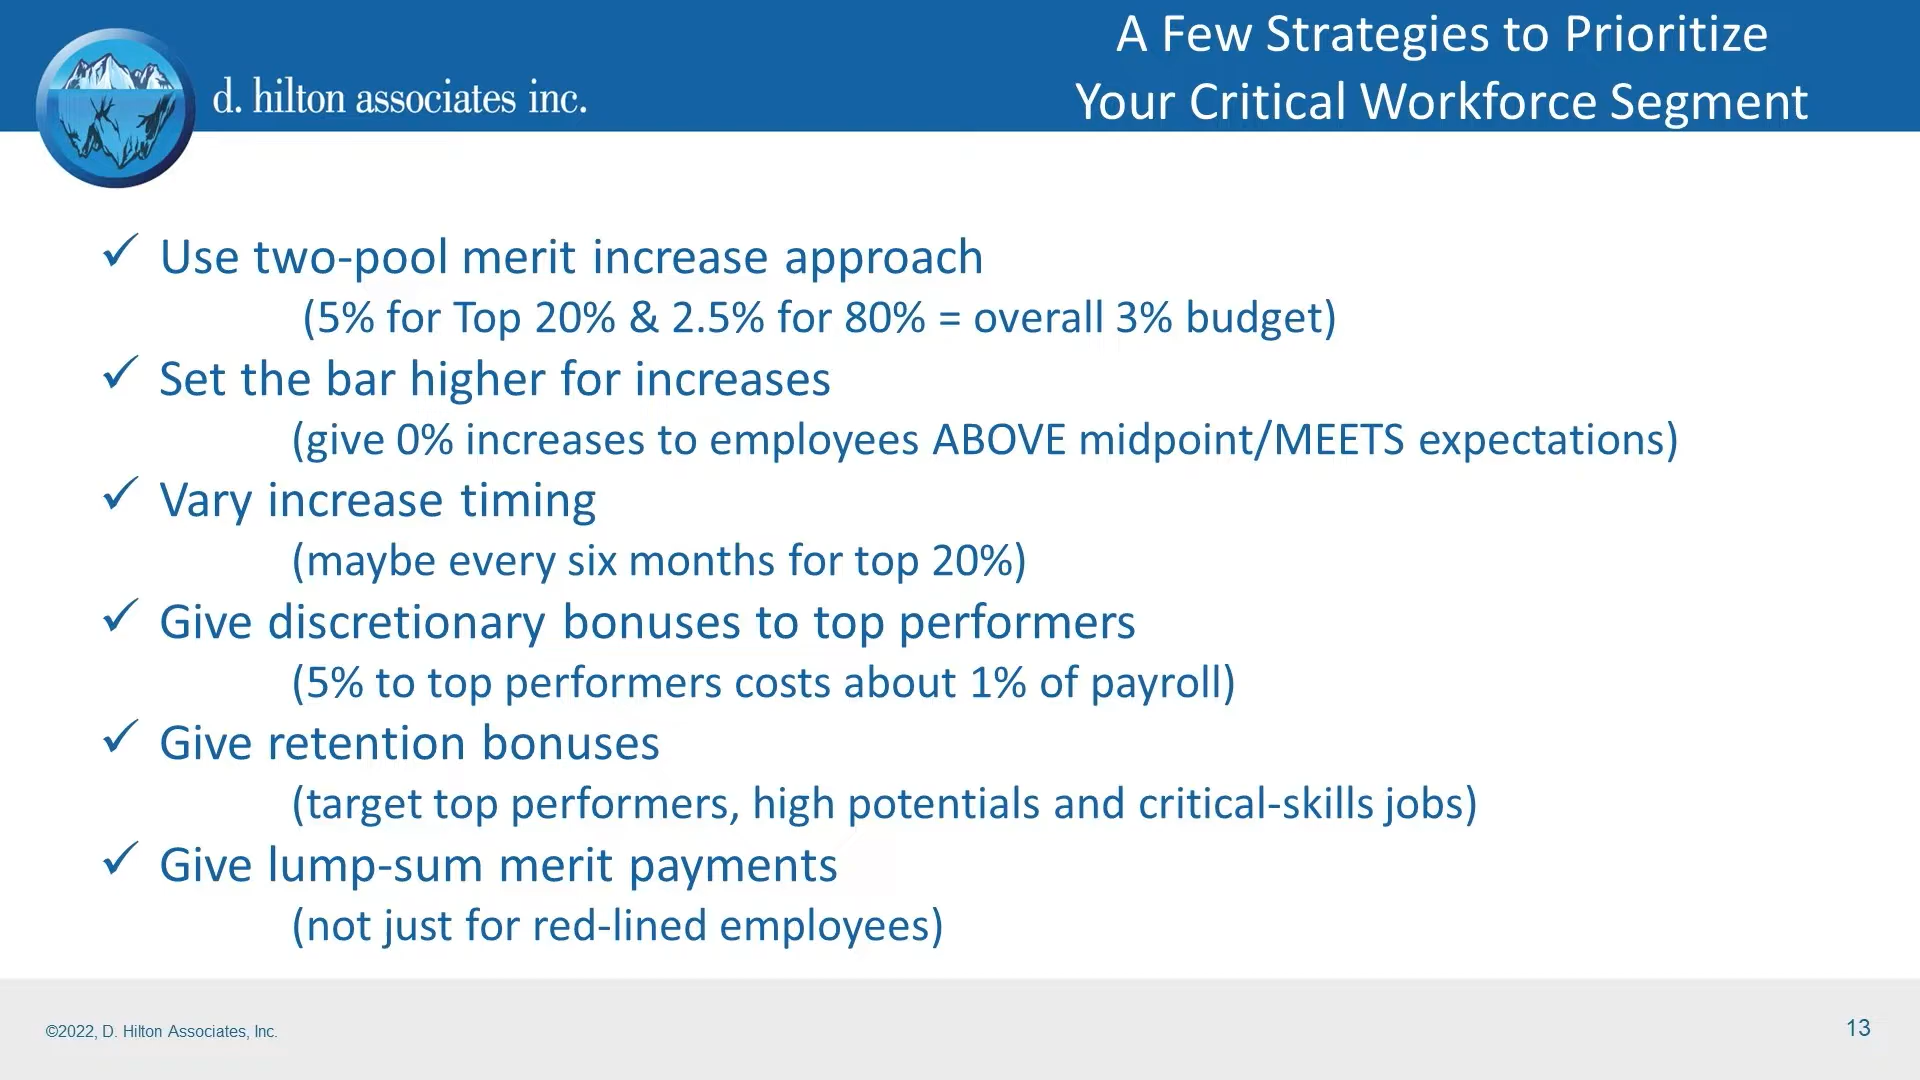 d. hilton associates inc.
A Few Strategies to Prioritize
Your Critical Workforce Segment
✓ Use two-pool merit increase approach
(5% for Top 20% & 2.5% for 80% = overall 3% budget)
✓ Set the bar higher for increases
(give 0% increases to employees ABOVE midpoint/MEETS expectations)
✓ Vary increase timing
(maybe every six months for top 20%)
✓ Give discretionary bonuses to top performers
(5% to top performers costs about 1% of payroll)
✓ Give retention bonuses
(target top performers, high potentials and critical-skills jobs)
✓ Give lump-sum merit payments
(not just for red-lined employees)
©2022, D. Hilton Associates, Inc.
13